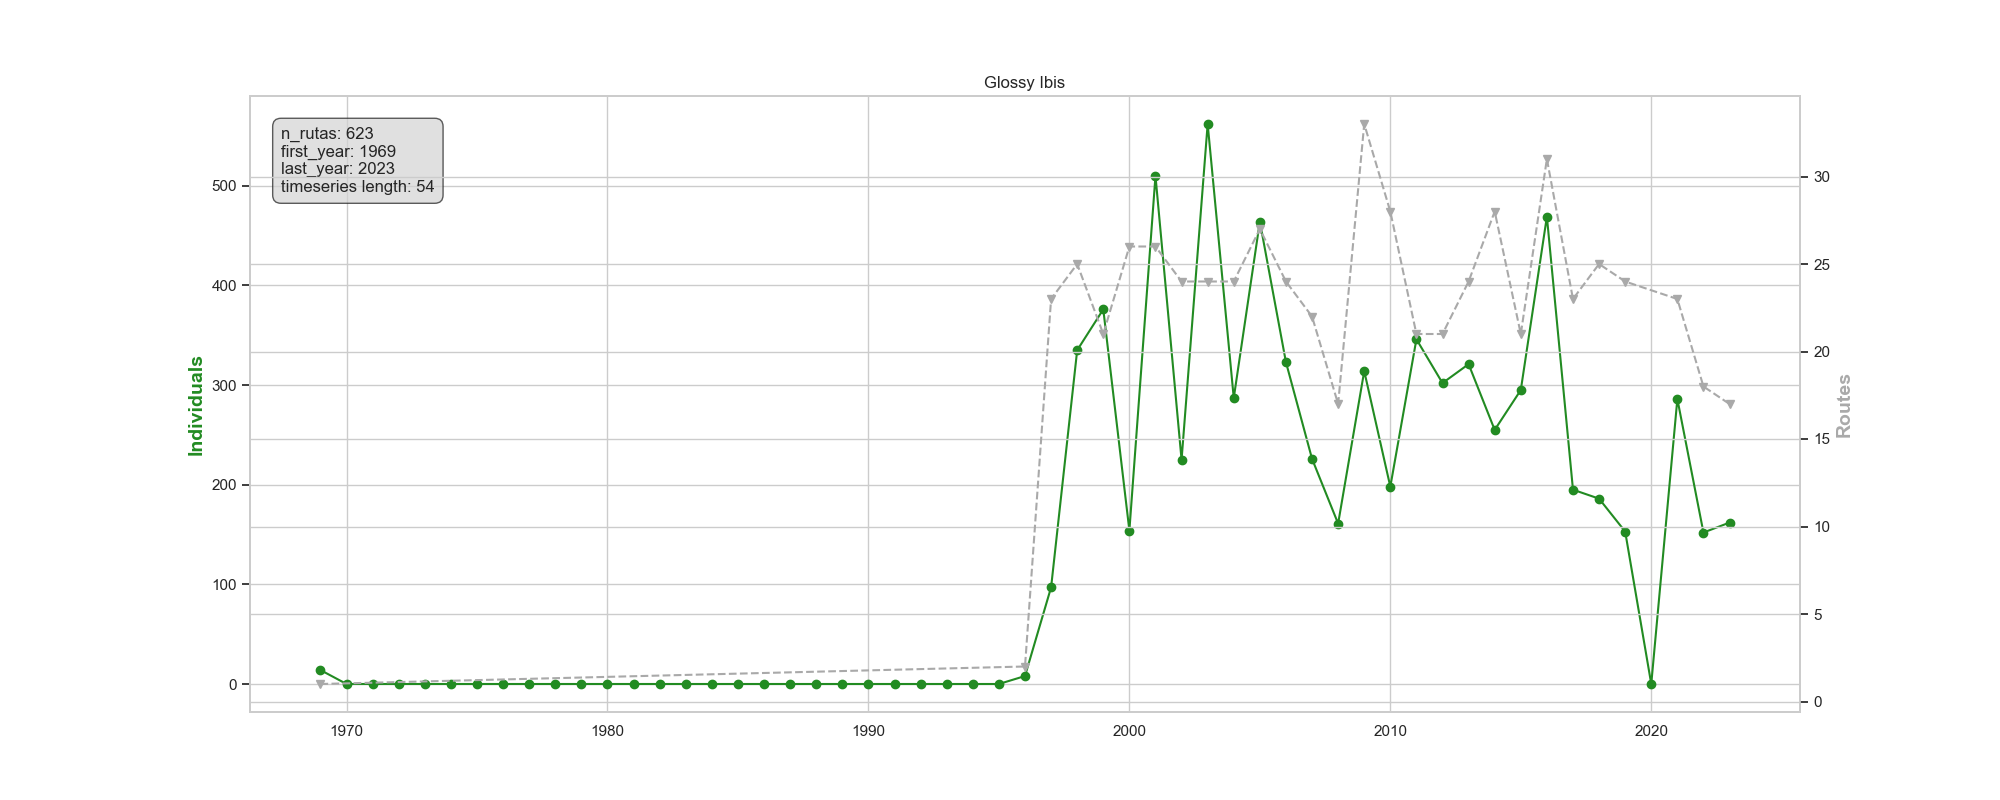 Glossy Ibis
n_rutas: 623
first_year: 1969
last_year: 2023
timeseries length: 54
Individuals
500
400
300
200
100
0
30
25
20
15
10
5
0
Routes
1970 1980 1990 2000 2010 2020